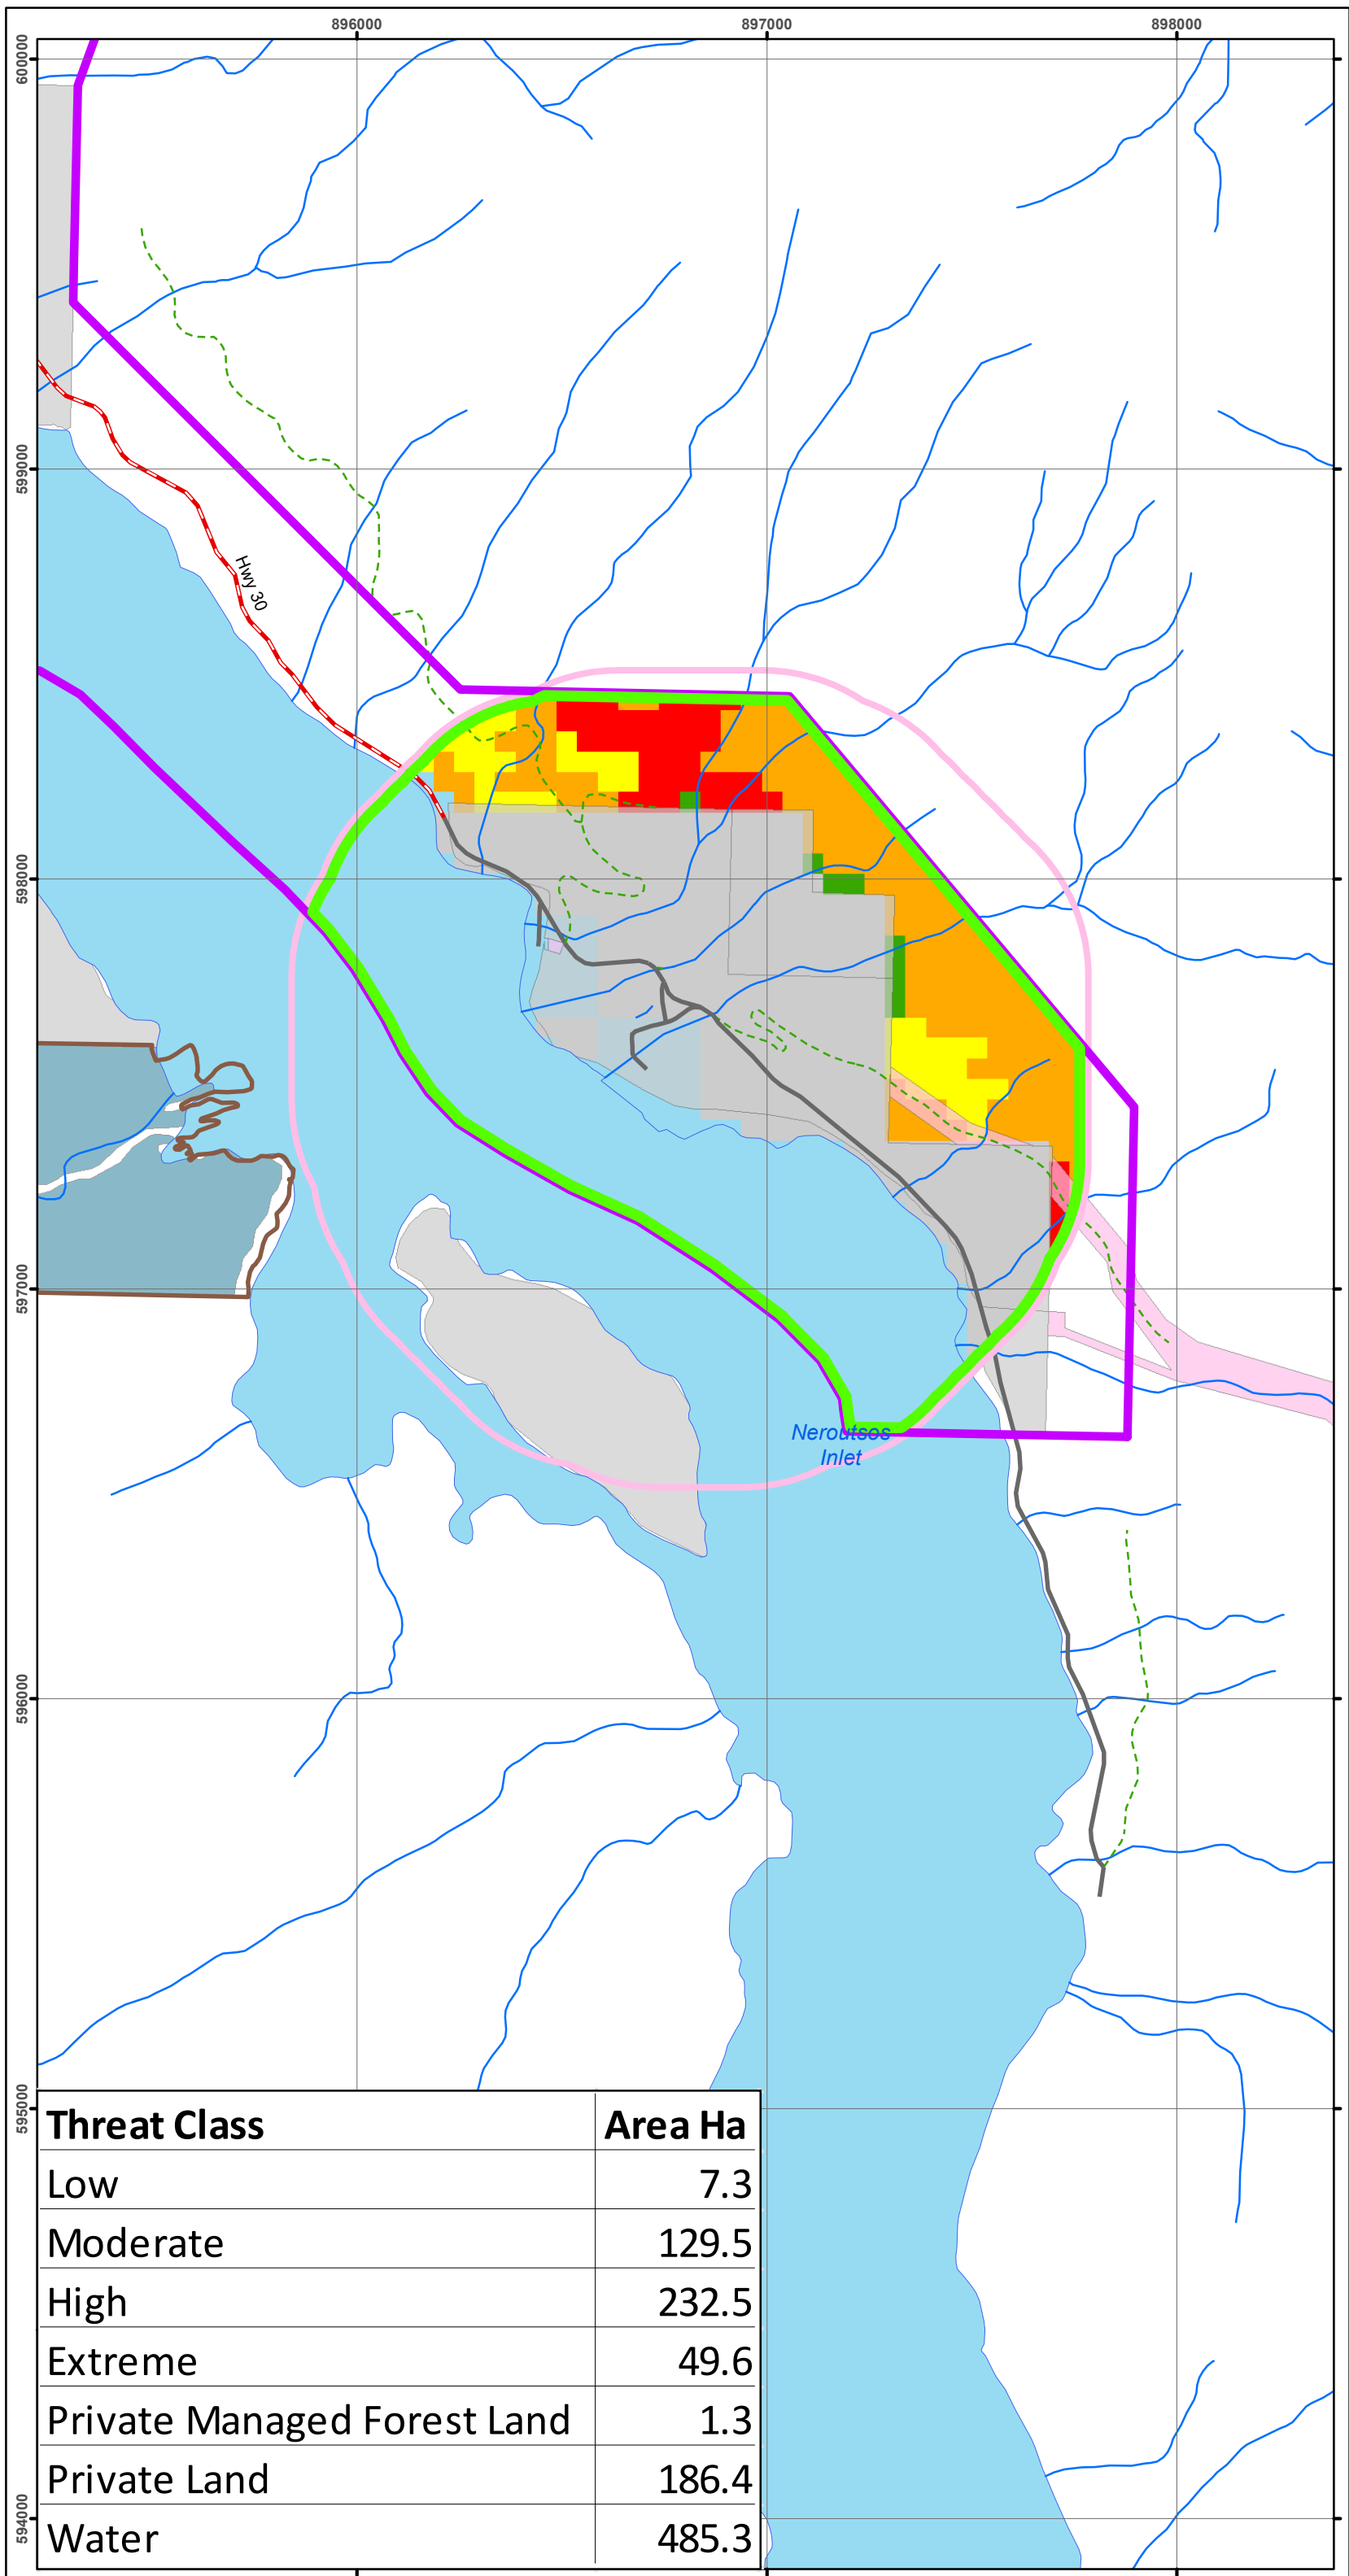 896000 897000 898000
600000
599000
Hwy 30
598000
597000
Neroutsos
Inlet
596000
595000
594000
Threat Class Area Ha
Low 7.3
Moderate 129.5
High 232.5
Extreme 49.6
Private Managed Forest Land 1.3
Private Land 186.4
Water 485.3